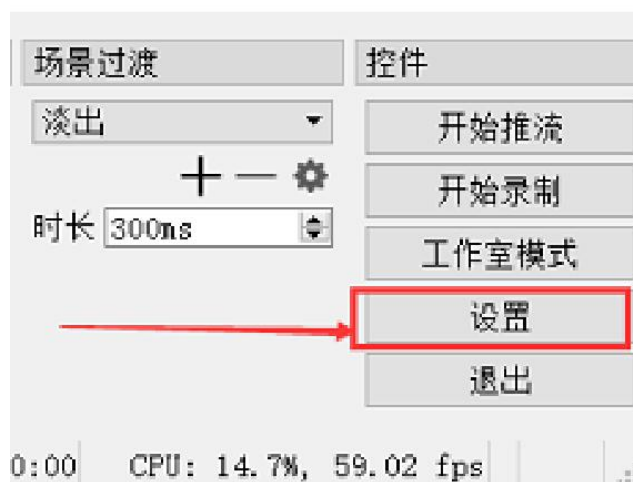 场景过渡
控件
淡出
开始推流
开始录制
时长 300ms
工作室模式
设置
退出
0:00 CPU: 14.7%, 59.02 fps